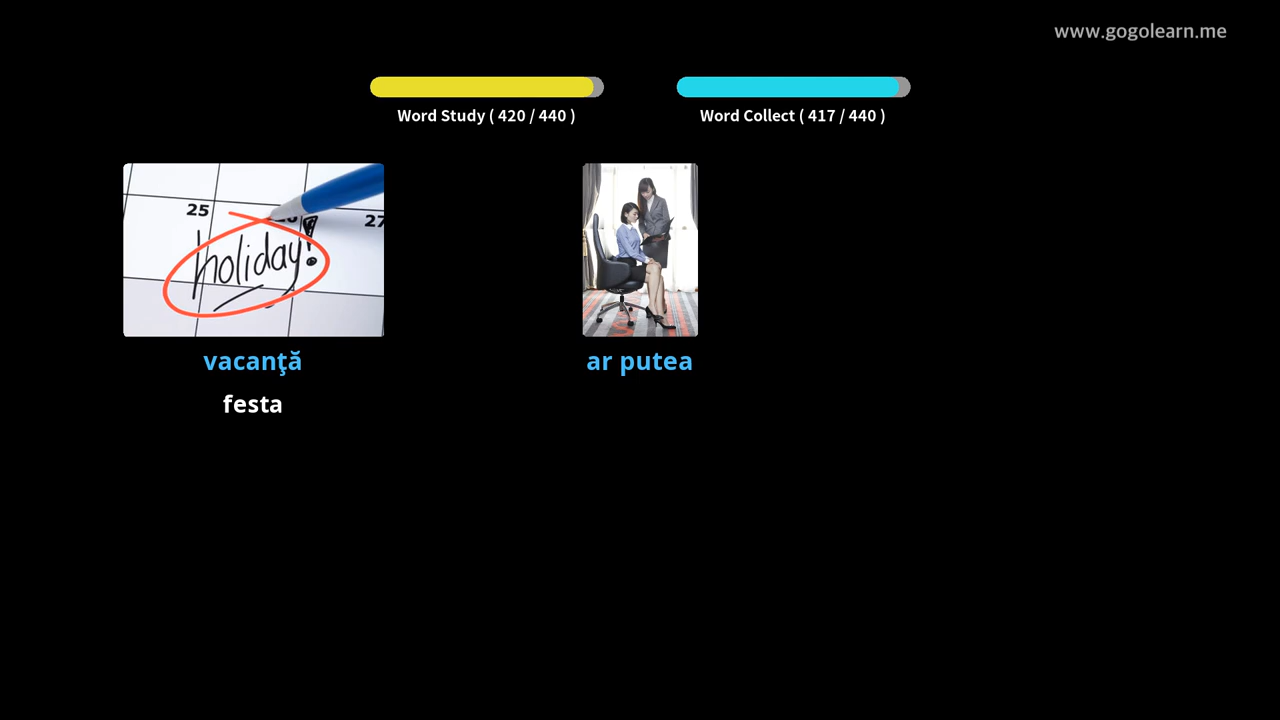 www.gogolearn.me
Word Study ( 420 / 440 )
Word Collect ( 417 / 440 )
25
27
holiday!
vacanţă
ar putea
festa